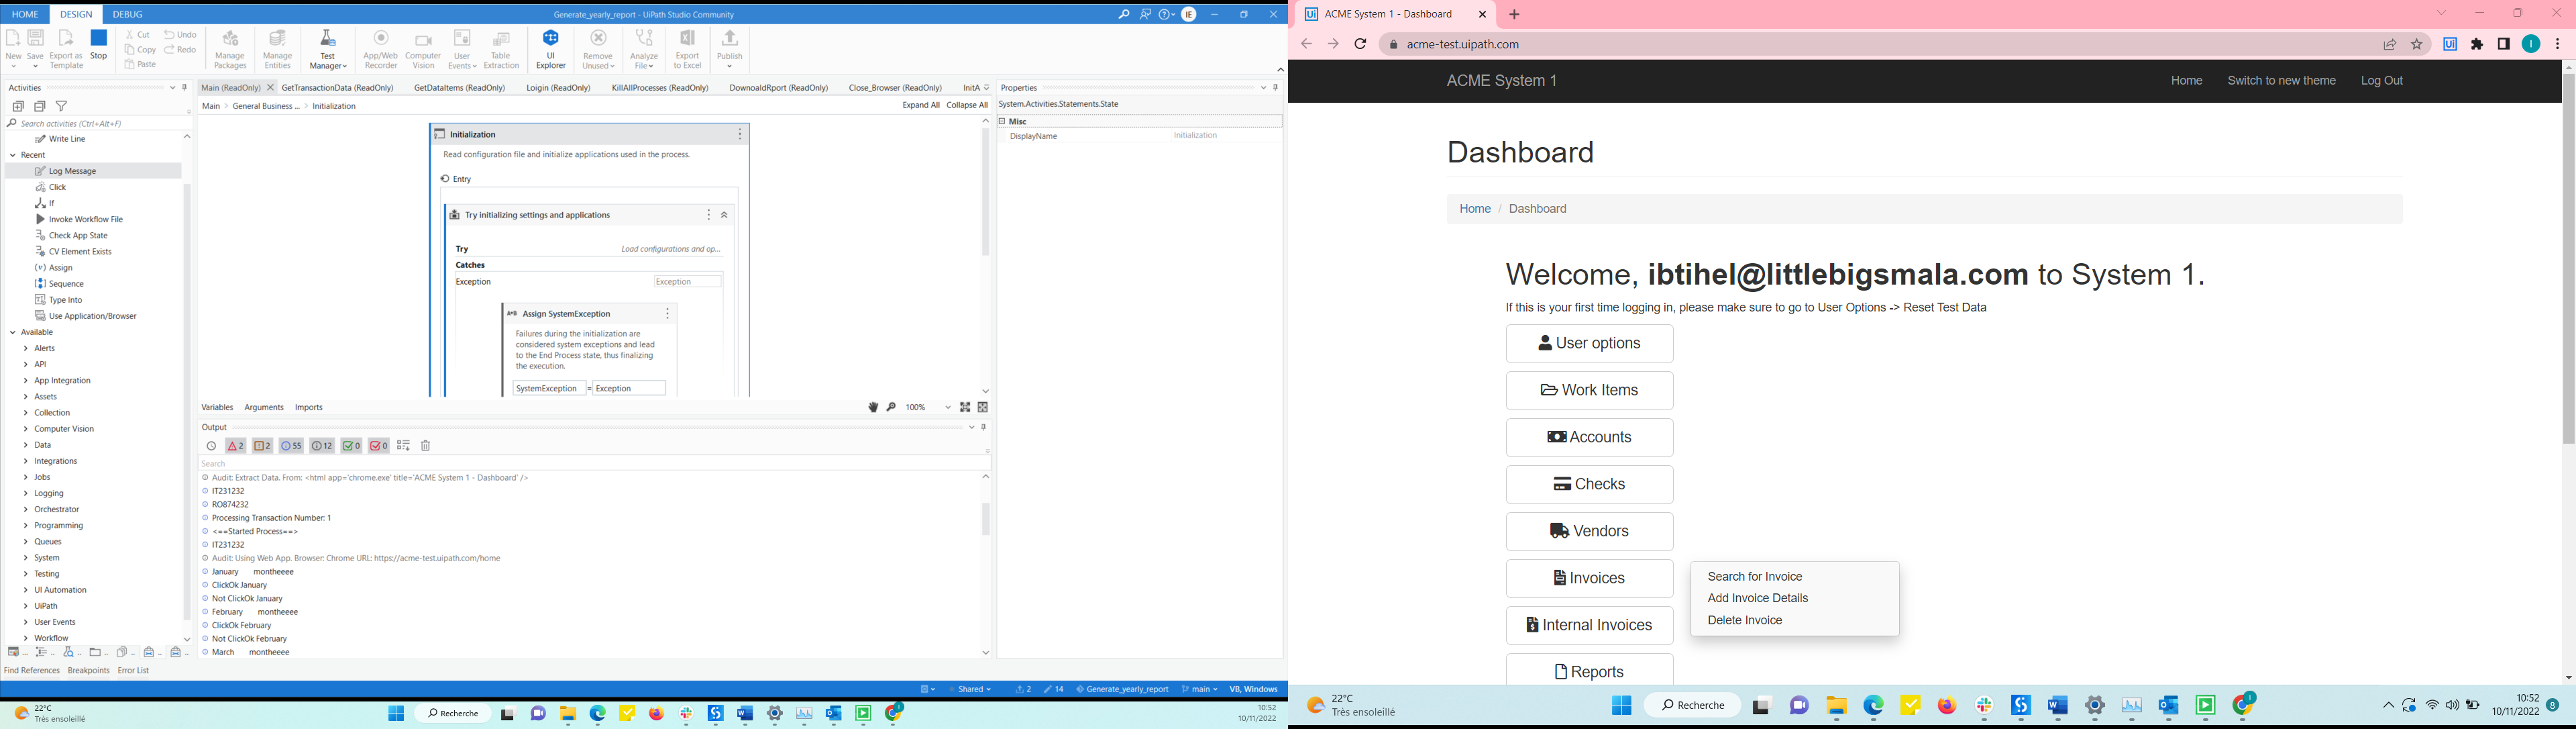 HOME DESIGN DEBUG
Generate_yearly_report - UiPath Studio Community
IE
New
Save
Export as Template
Stop
Cut
Copy
Paste
Undo
Redo
Manage Packages
Manage Entities
Test Manager
App/Web Recorder
Computer Vision
User Events
Table Extraction
UI Explorer
Remove Unused
Analyze File
Export to Excel
Publish
Activities
Search activities (Ctrl+Alt+F)
Write Line
Recent
Log Message
Click
If
Invoke Workflow File
Check App State
CV Element Exists
Assign
Sequence
Type Into
Use Application/Browser
Available
Alerts
API
App Integration
Assets
Collection
Computer Vision
Data
Integrations
Jobs
Logging
Orchestrator
Programming
Queues
System
Testing
UI Automation
UiPath
User Events
Workflow
Find References Breakpoints Error List
Main (ReadOnly) GetTransactionData (ReadOnly) GetDataItems (ReadOnly) Loigin (ReadOnly) KillAllProcesses (ReadOnly) DownoaldRport (ReadOnly) Close_Browser (ReadOnly) InitA
Main > General Business ... > Initialization
Expand All Collapse All
Initialization
Read configuration file and initialize applications used in the process.
Entry
Try initializing settings and applications
Try
Load configurations and op...
Catches
Exception
Exception
Assign SystemException
Failures during the initialization are
considered system exceptions and lead
to the End Process state, thus finalizing
the execution.
SystemException = Exception
Variables Arguments Imports
100%
Output
2 2 55 12 0 0
Search
Audit: Extract Data. From: <html app='chrome.exe' title='ACME System 1 - Dashboard' />
IT231232
RO874232
Processing Transaction Number: 1
<==Started Process==>
IT231232
Audit: Using Web App. Browser: Chrome URL: https://acme-test.uipath.com/home
January montheeee
ClickOk January
Not ClickOk January
February montheeee
ClickOk February
Not ClickOk February
March montheeee
Properties
System.Activities.Statements.State
Misc
DisplayName Initialization
Shared 2 14 Generate_yearly_report main VB, Windows
22°C
Très ensoleillé
Recherche
10:52
10/11/2022
Ui ACME System 1 - Dashboard
acme-test.uipath.com
Ui
I
ACME System 1
Home Switch to new theme Log Out
Dashboard
Home / Dashboard
Welcome, ibtihel@littlebigsmala.com to System 1.
If this is your first time logging in, please make sure to go to User Options -> Reset Test Data
User options
Work Items
Accounts
Checks
Vendors
Invoices
Search for Invoice
Add Invoice Details
Delete Invoice
Internal Invoices
Reports
22°C
Très ensoleillé
Recherche
10:52
10/11/2022
8